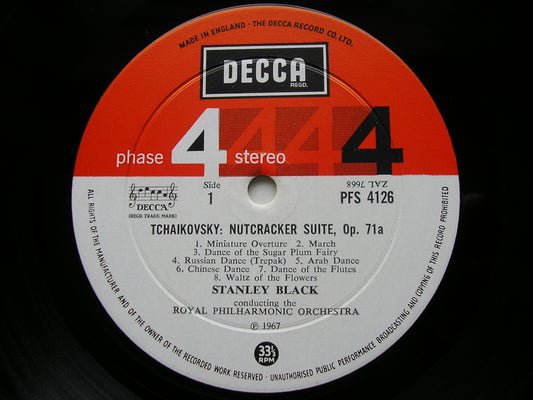 MADE IN ENGLAND · THE DECCA RECORD CO. LTD.
DECCA
REGD.
phase 4 stereo 4 4 4
DECCA
(REGD. TRADE MARK)
Side
1
ZAL 7668
PFS 4126
TCHAIKOVSKY: NUTCRACKER SUITE, Op. 71a
1. Miniature Overture 2. March
3. Dance of the Sugar Plum Fairy
4. Russian Dance (Trepak) 5. Arab Dance
6. Chinese Dance 7. Dance of the Flutes
8. Waltz of the Flowers
STANLEY BLACK
conducting the
ROYAL PHILHARMONIC ORCHESTRA
℗ 1967
33⅓
RPM
ALL RIGHTS OF THE MANUFACTURER AND OF THE OWNER OF THE RECORDED WORK RESERVED · UNAUTHORISED PUBLIC PERFORMANCE BROADCASTING AND COPYING OF THIS RECORD PROHIBITED